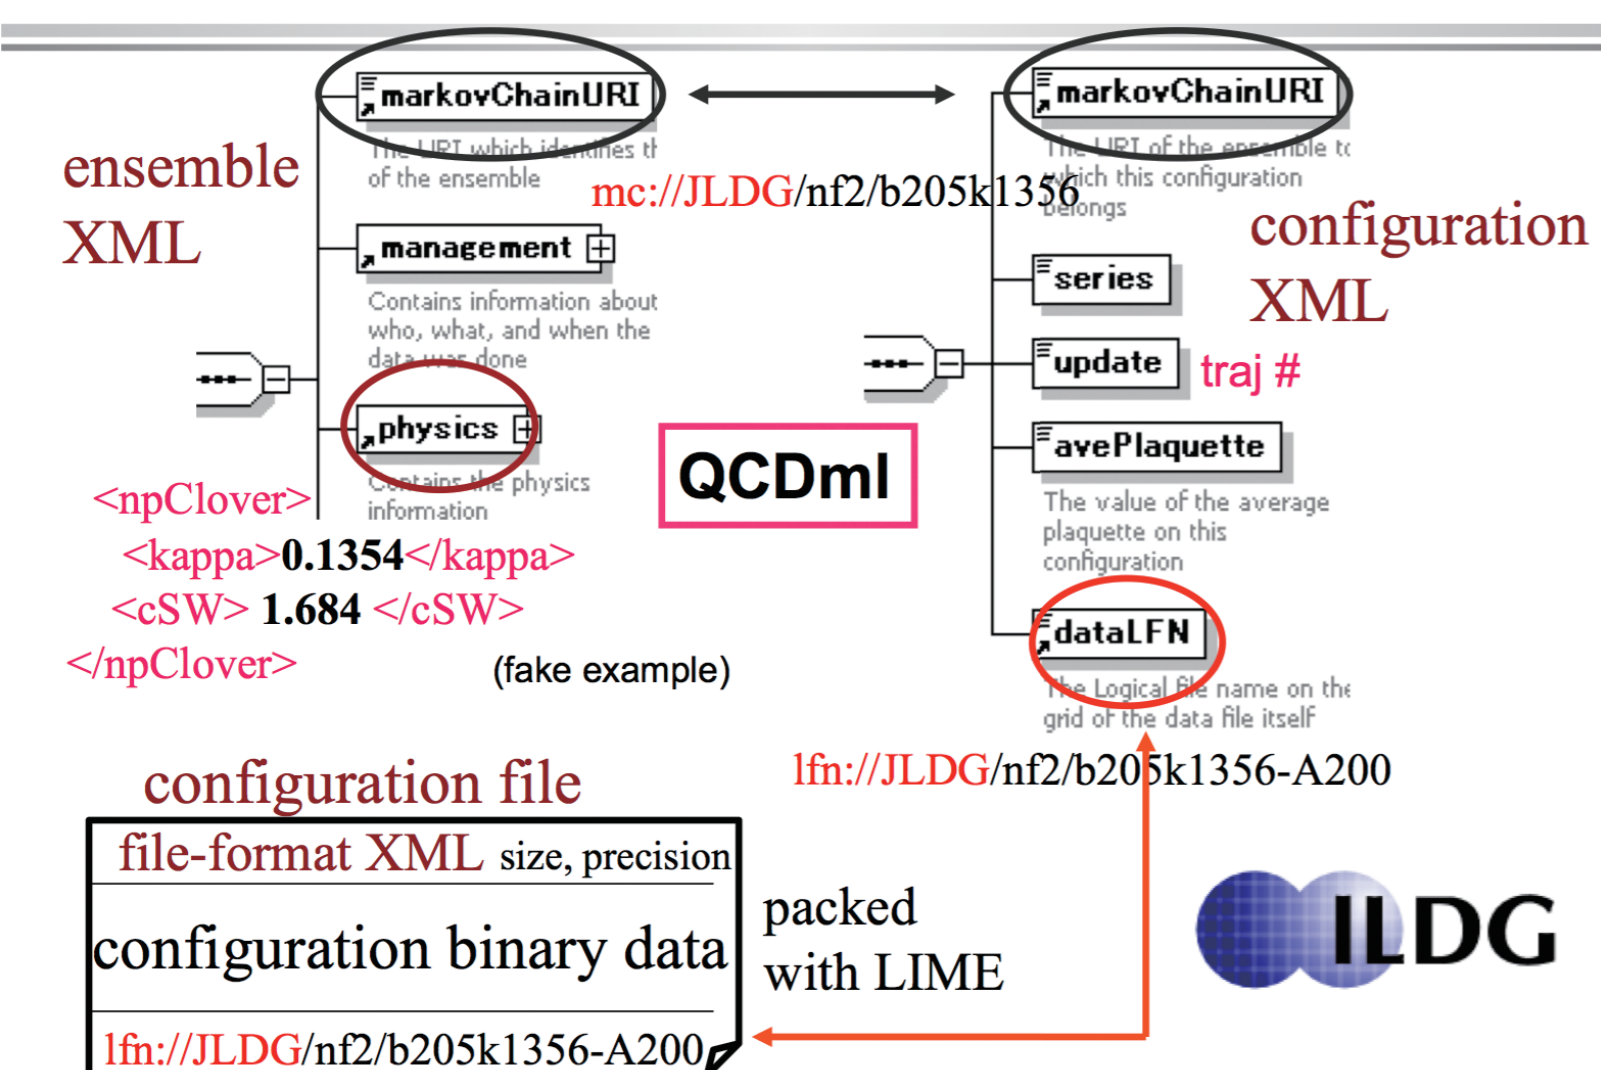 markovChainURI
The URI which identifies th
of the ensemble
ensemble
XML
management
Contains information about
who, what, and when the
data was done
physics
Contains the physics
information
<npClover>
<kappa>0.1354</kappa>
<cSW> 1.684 </cSW>
</npClover>
(fake example)
mc://JLDG/nf2/b205k1356
QCDml
markovChainURI
The URI of the ensemble to
which this configuration
belongs
configuration
XML
series
update
traj #
avePlaquette
The value of the average
plaquette on this
configuration
dataLFN
The Logical file name on the
grid of the data file itself
lfn://JLDG/nf2/b205k1356-A200
configuration file
file-format XML size, precision
configuration binary data
lfn://JLDG/nf2/b205k1356-A200
packed
with LIME
ILDG